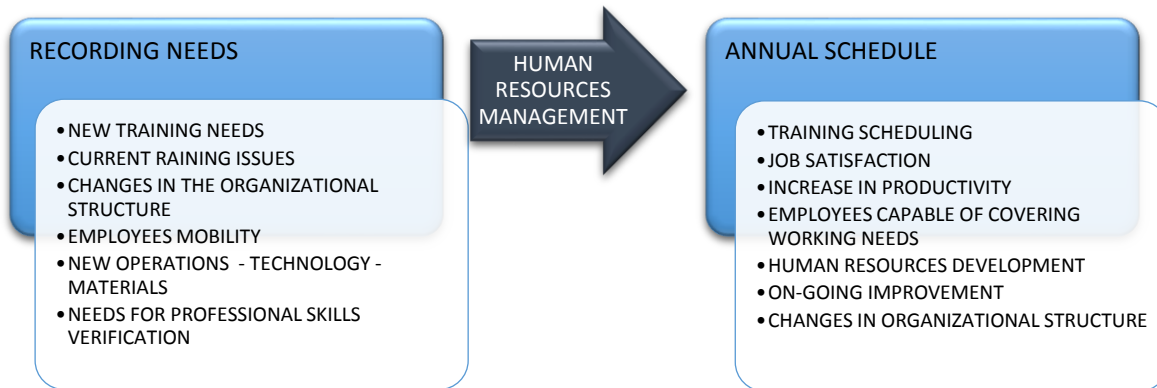 RECORDING NEEDS
•NEW TRAINING NEEDS
•CURRENT RAINING ISSUES
•CHANGES IN THE ORGANIZATIONAL
STRUCTURE
•EMPLOYEES MOBILITY
•NEW OPERATIONS - TECHNOLOGY -
MATERIALS
•NEEDS FOR PROFESSIONAL SKILLS
VERIFICATION
HUMAN
RESOURCES
MANAGEMENT
ANNUAL SCHEDULE
•TRAINING SCHEDULING
•JOB SATISFACTION
•INCREASE IN PRODUCTIVITY
•EMPLOYEES CAPABLE OF COVERING
WORKING NEEDS
•HUMAN RESOURCES DEVELOPMENT
•ON-GOING IMPROVEMENT
•CHANGES IN ORGANIZATIONAL STRUCTURE